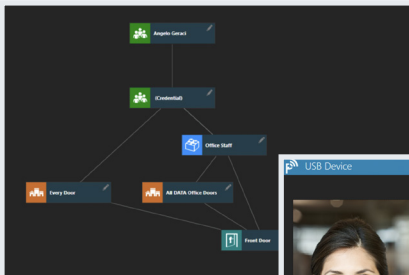 Angelo Geraci
(Credential)
Office Staff
USB Device
Every Door
All DATA Office Doors
Front Door